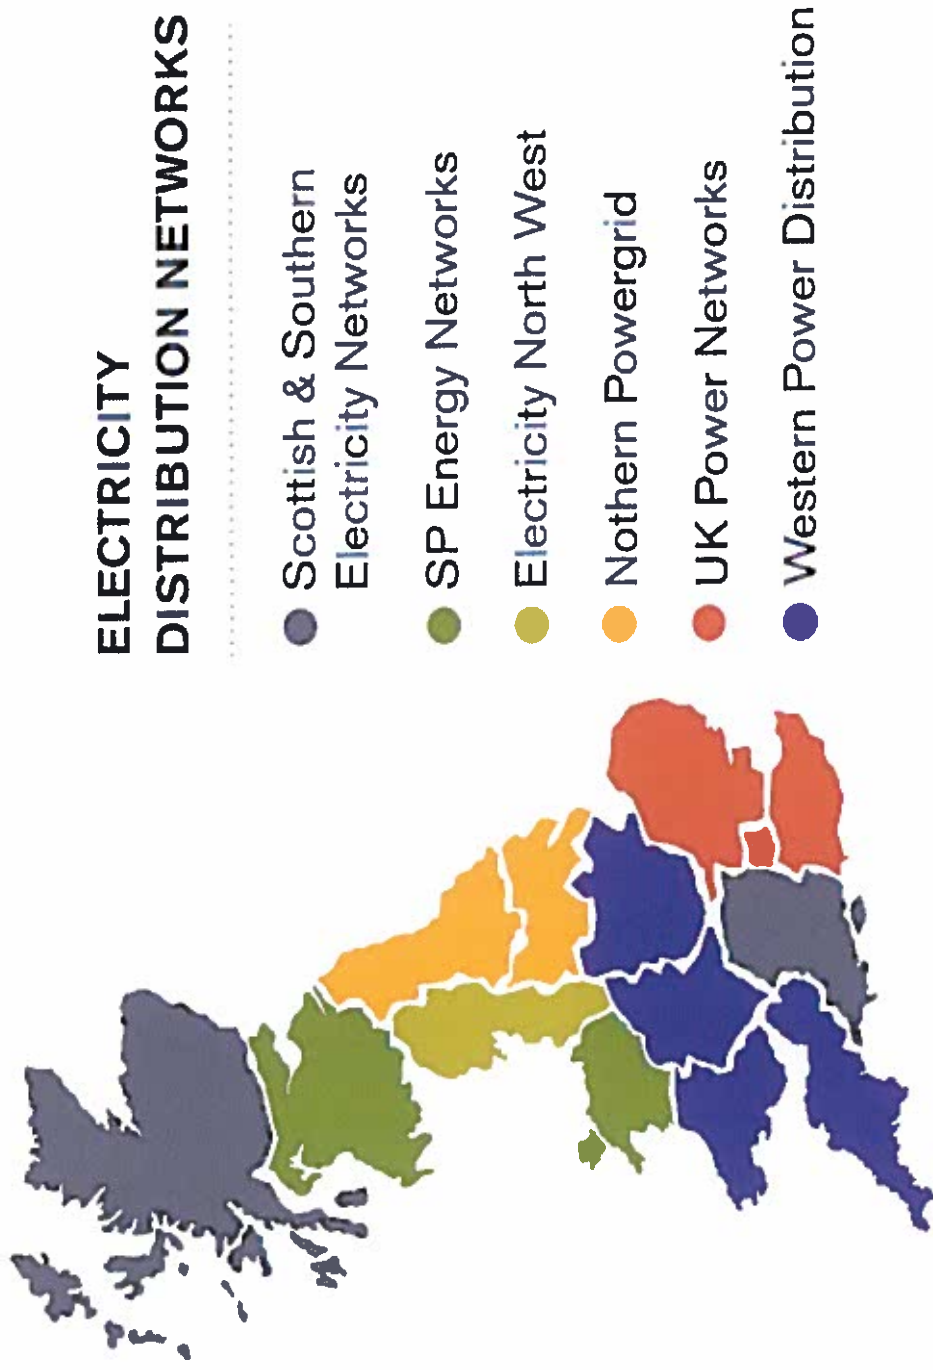 ELECTRICITY
DISTRIBUTION NETWORKS
Scottish & Southern
Electricity Networks
SP Energy Networks
Electricity North West
Nothern Powergrid
UK Power Networks
Western Power Distribution